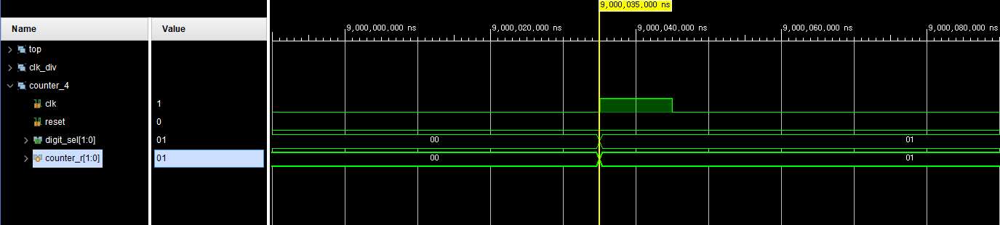 9,000,035.000 ns
Name Value
9,000,000.000 ns 9,000,020.000 ns 9,000,040.000 ns 9,000,060.000 ns 9,000,080.000 ns
top
clk_div
counter_4
clk 1
reset 0
digit_sel[1:0] 01 00 01
counter_r[1:0] 01 00 01